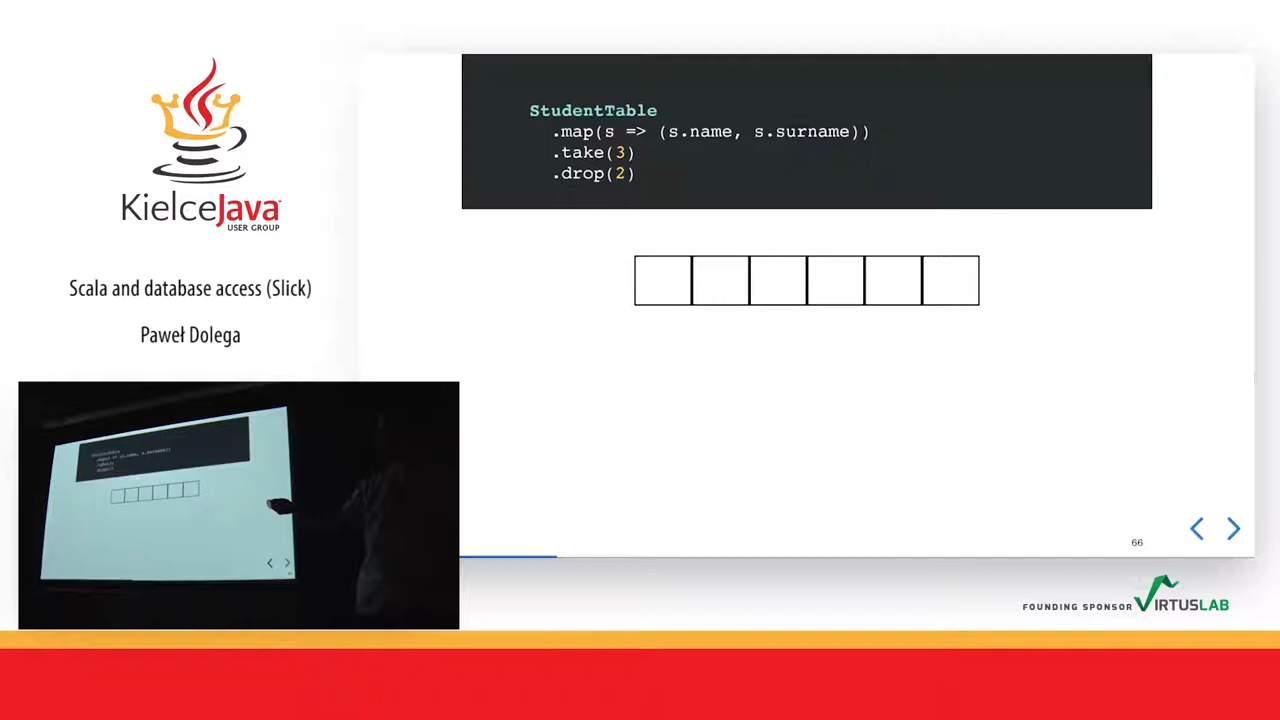 KielceJava
USER GROUP
Scala and database access (Slick)
Paweł Dolega
StudentTable
.map(s => (s.name, s.surname))
.take(3)
.drop(2)
66
FOUNDING SPONSOR VIRTUSLAB